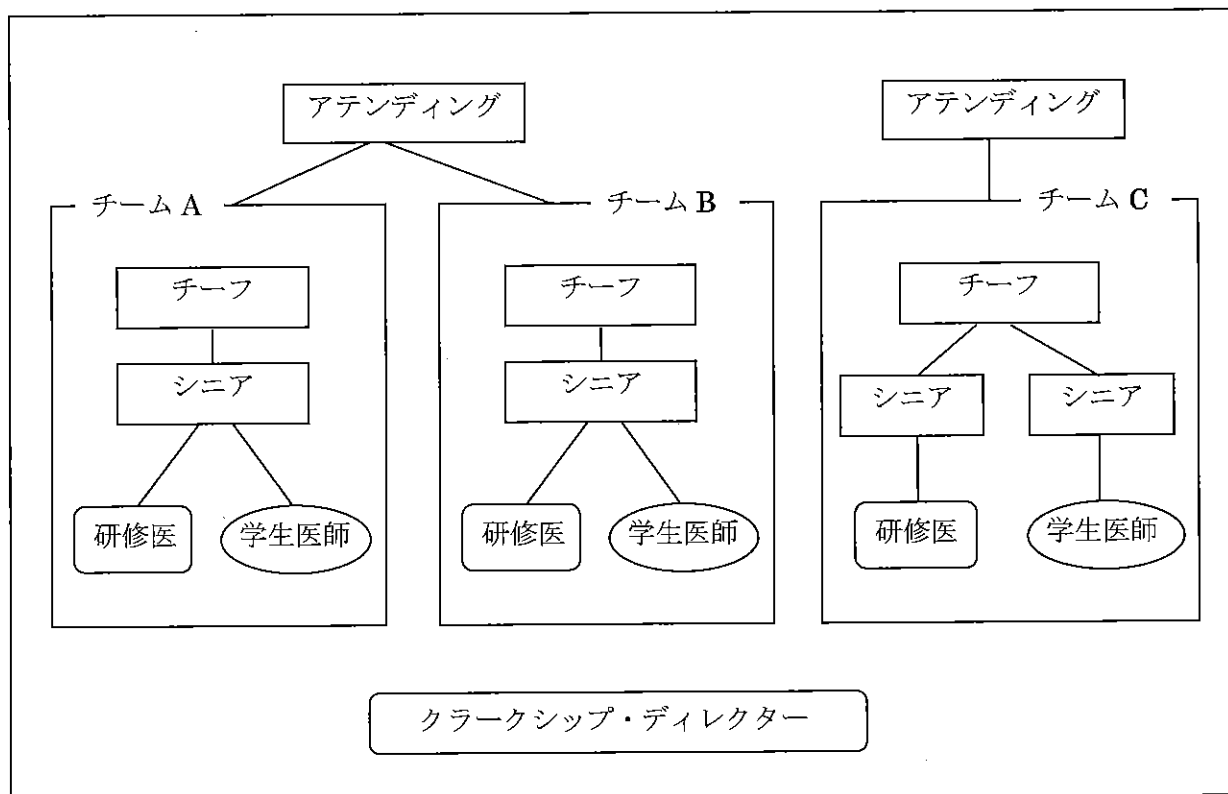 アテンディング
アテンディング
チーム A
チーム B
チーム C
チーフ
チーフ
チーフ
シニア
シニア
シニア
シニア
研修医
学生医師
研修医
学生医師
研修医
学生医師
クラークシップ・ディレクター